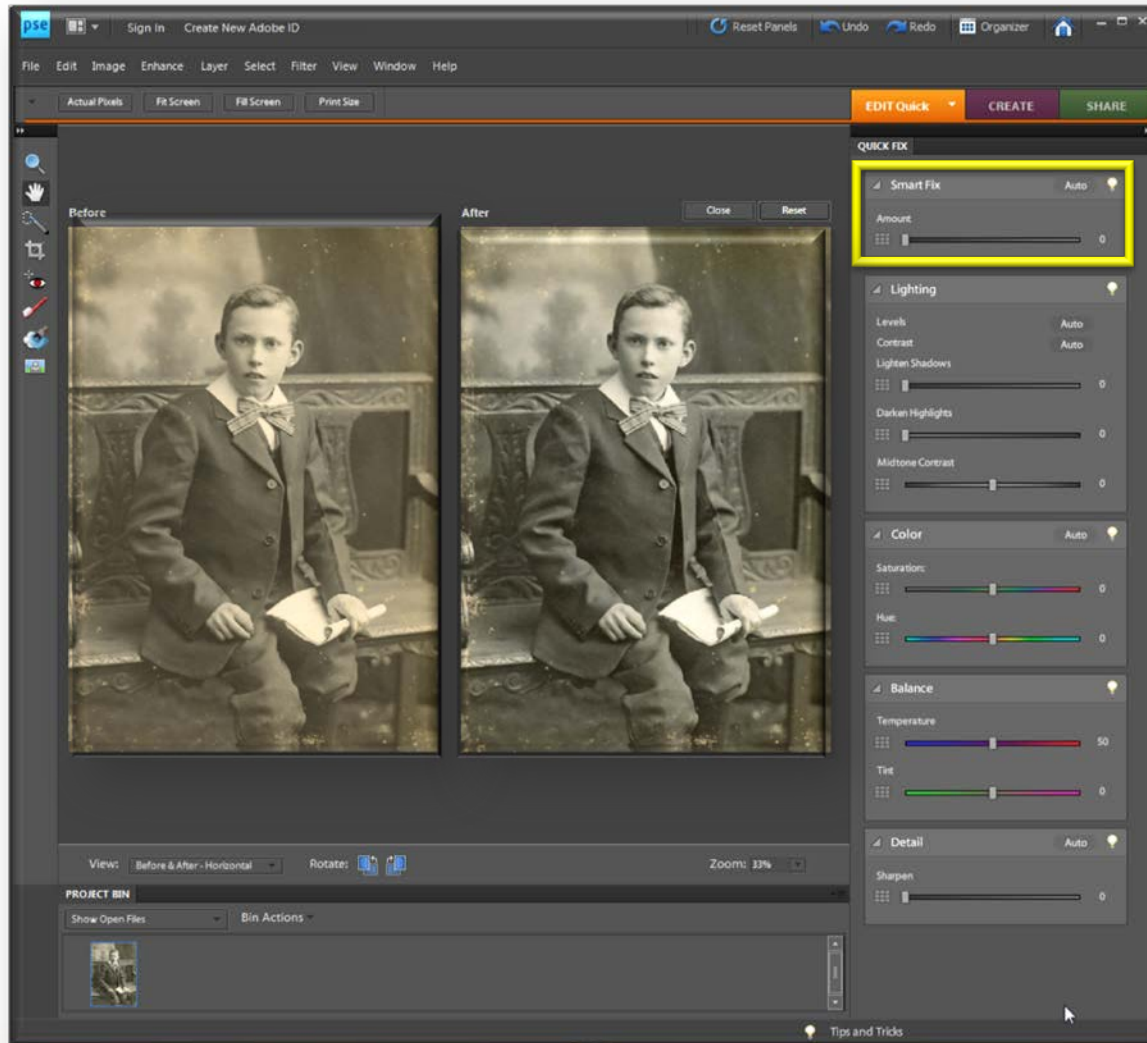 pse Sign In Create New Adobe ID Reset Panels Undo Redo Organizer
File Edit Image Enhance Layer Select Filter View Window Help
Actual Pixels Fit Screen Fill Screen Print Size EDIT Quick CREATE SHARE
QUICK FIX
Smart Fix Auto
Amount
0
Before After Close Reset
Lighting
Levels Auto
Contrast Auto
Lighten Shadows
0
Darken Highlights
0
Midtone Contrast
0
Color Auto
Saturation:
0
Hue:
0
Balance
Temperature
50
Tint
0
Detail Auto
Sharpen
0
View: Before & After - Horizontal Rotate: Zoom: 33%
PROJECT BIN
Show Open Files Bin Actions
Tips and Tricks